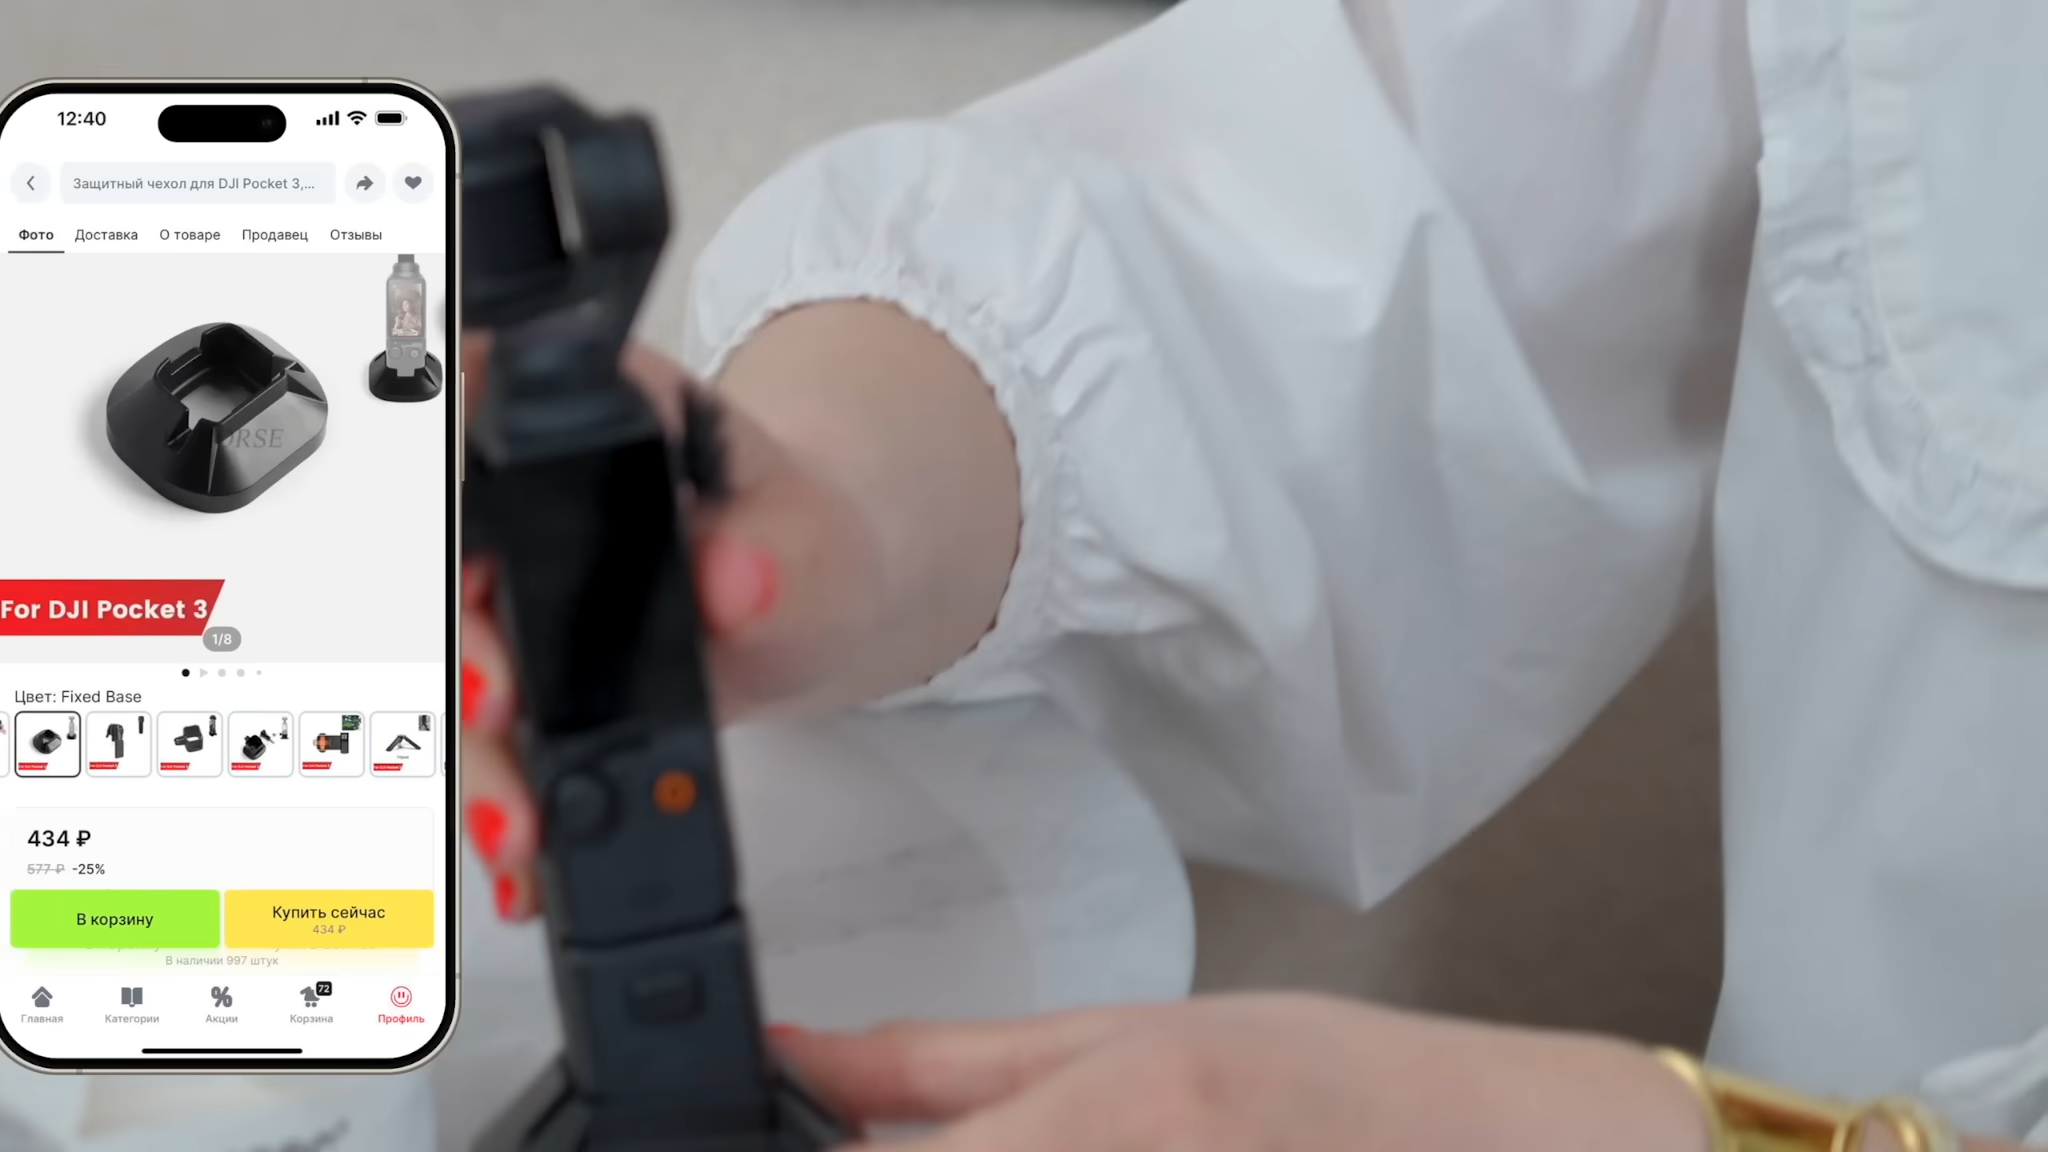 12:40
Защитный чехол для DJI Pocket 3,...
Фото Доставка О товаре Продавец Отзывы
ORSE
For DJI Pocket 3
1/8
Цвет: Fixed Base
434 ₽
577 ₽ -25%
В корзину
Купить сейчас
434 ₽
В наличии 997 штук
72
Главная Категории Акции Корзина Профиль